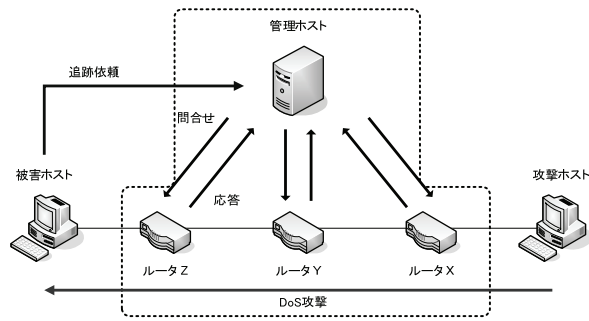 管理ホスト
追跡依頼
問合せ
被害ホスト
応答
攻撃ホスト
ルータZ
ルータY
ルータX
DoS攻撃